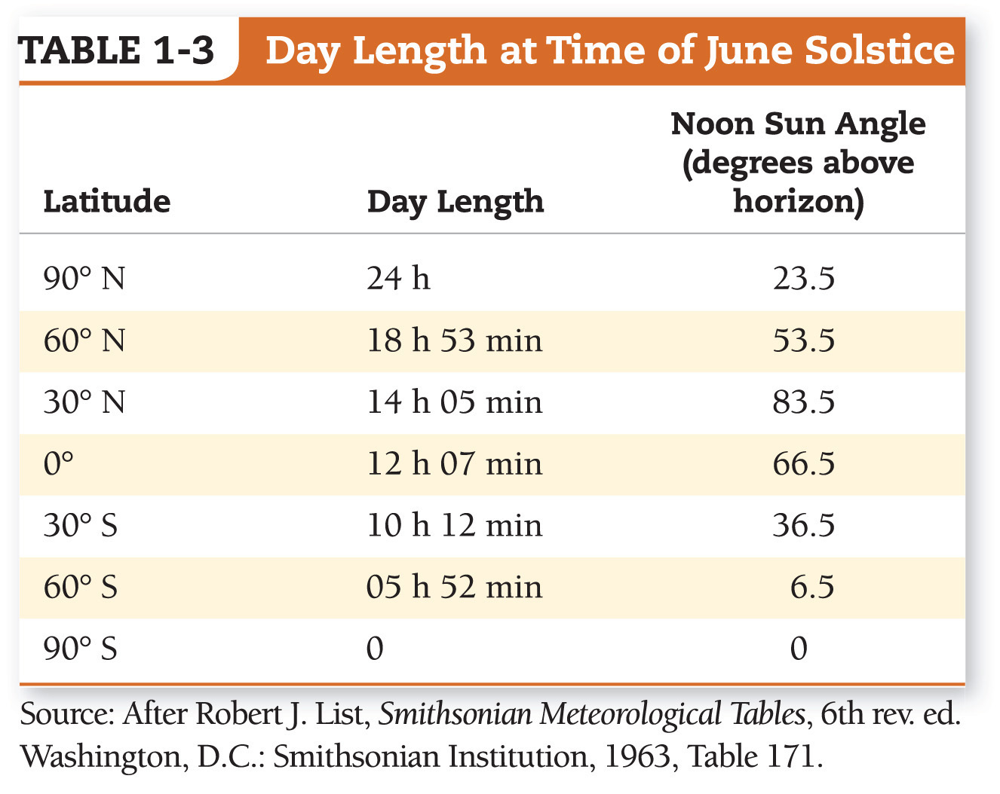 TABLE 1-3 Day Length at Time of June Solstice
Noon Sun Angle
(degrees above
Latitude Day Length horizon)
90° N 24 h 23.5
60° N 18 h 53 min 53.5
30° N 14 h 05 min 83.5
0° 12 h 07 min 66.5
30° S 10 h 12 min 36.5
60° S 05 h 52 min 6.5
90° S 0 0
Source: After Robert J. List, Smithsonian Meteorological Tables, 6th rev. ed.
Washington, D.C.: Smithsonian Institution, 1963, Table 171.